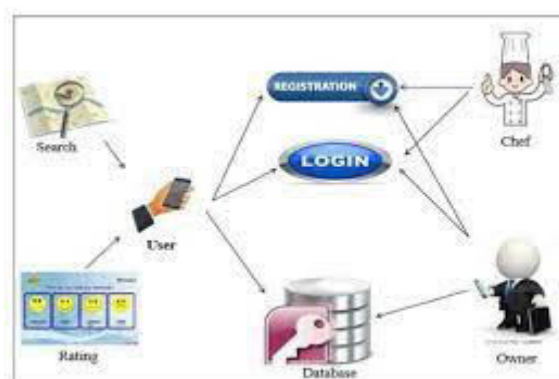 REGISTRATION
Search
LOGIN
Chef
User
Rating
Database
Owner